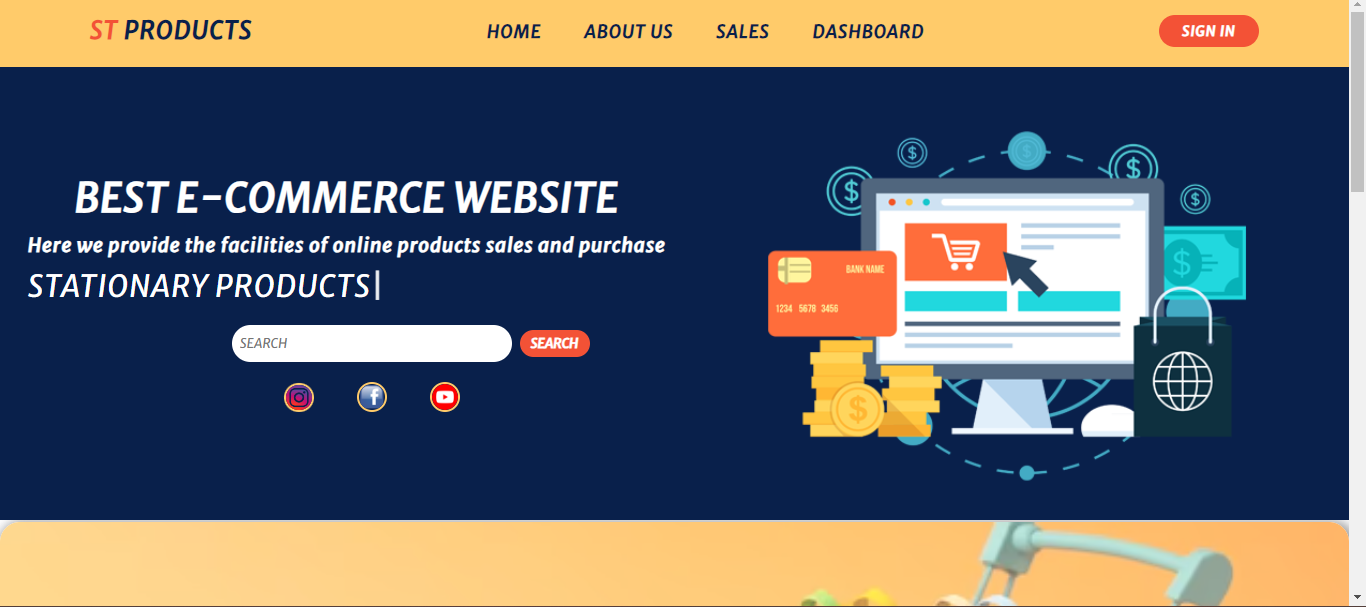 ST PRODUCTS
HOME ABOUT US SALES DASHBOARD
SIGN IN
BEST E-COMMERCE WEBSITE
Here we provide the facilities of online products sales and purchase
STATIONARY PRODUCTS|
SEARCH SEARCH
BANK NAME
1234 5678 3456